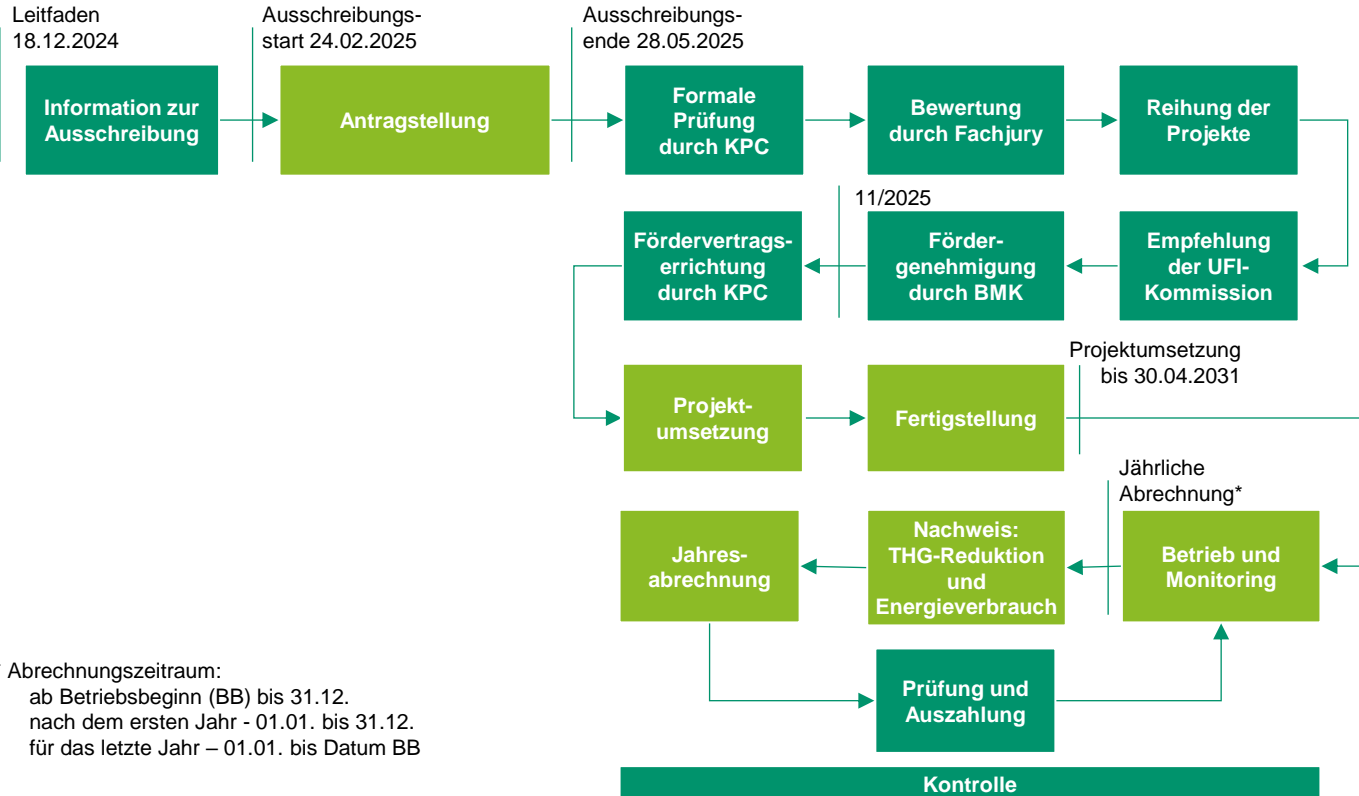 Leitfaden
18.12.2024
Ausschreibungs-
start 24.02.2025
Ausschreibungs-
ende 28.05.2025
Information zur
Ausschreibung
Antragstellung
Formale
Prüfung
durch KPC
Bewertung
durch Fachjury
Reihung der
Projekte
11/2025
Fördervertrags-
errichtung
durch KPC
Förder-
genehmigung
durch BMK
Empfehlung
der UFI-
Kommission
Projektumsetzung
bis 30.04.2031
Projekt-
umsetzung
Fertigstellung
Jährliche
Abrechnung*
Jahres-
abrechnung
Nachweis:
THG-Reduktion
und
Energieverbrauch
Betrieb und
Monitoring
Prüfung und
Auszahlung
* Abrechnungszeitraum:
ab Betriebsbeginn (BB) bis 31.12.
nach dem ersten Jahr - 01.01. bis 31.12.
für das letzte Jahr – 01.01. bis Datum BB
Kontrolle